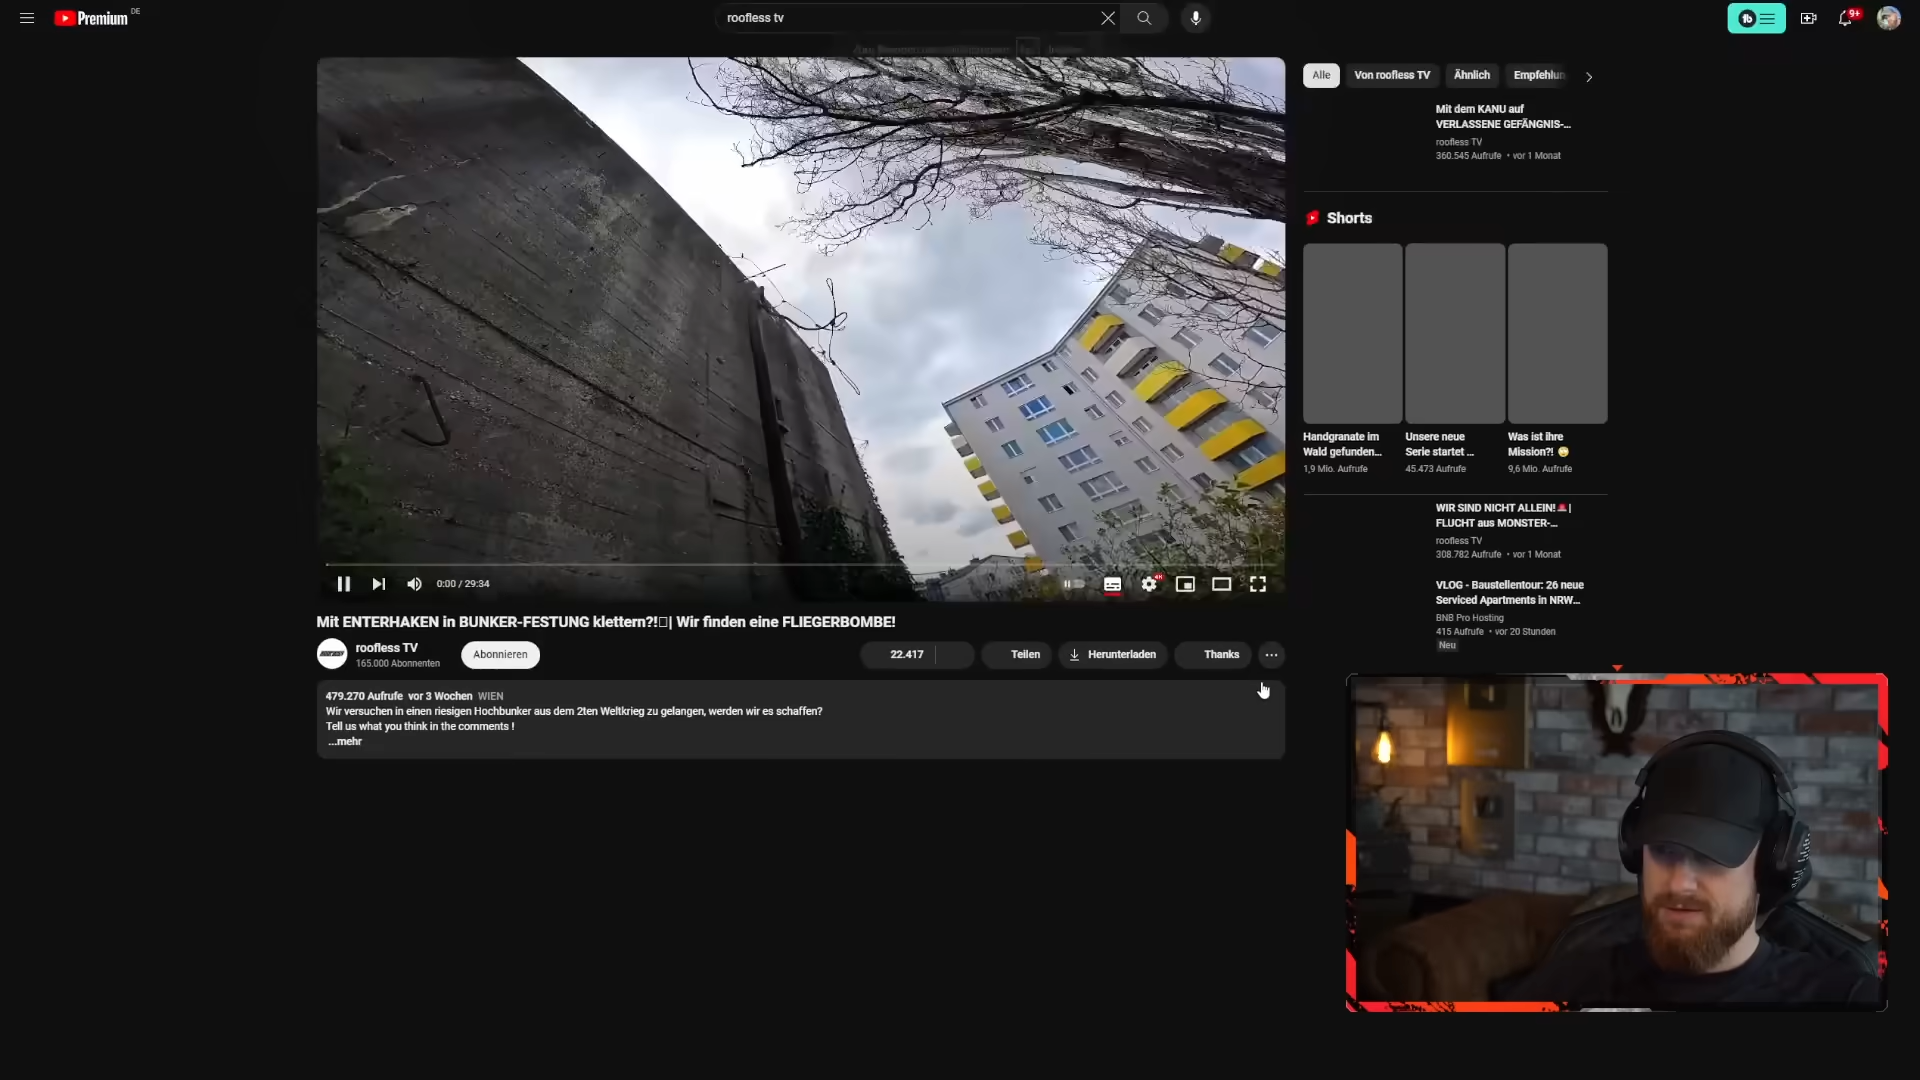 Premium
DE
roofless tv
9+
Alle
Von roofless TV
Ähnlich
Empfehlun
Mit dem KANU auf
VERLASSENE GEFÄNGNIS-...
roofless TV
360.545 Aufrufe • vor 1 Monat
Shorts
Handgranate im
Wald gefunden...
1,9 Mio. Aufrufe
Unsere neue
Serie startet ...
45.473 Aufrufe
Was ist Ihre
Mission?! 🙄
9,6 Mio. Aufrufe
WIR SIND NICHT ALLEIN!🚨|
FLUCHT aus MONSTER-...
roofless TV
308.782 Aufrufe • vor 1 Monat
VLOG - Baustellentour: 26 neue
Serviced Apartments in NRW...
BNB Pro Hosting
415 Aufrufe • vor 20 Stunden
Neu
0:00 / 29:34
Mit ENTERHAKEN in BUNKER-FESTUNG klettern?!▯| Wir finden eine FLIEGERBOMBE!
roofless TV
165.000 Abonnenten
Abonnieren
22.417
Teilen
Herunterladen
Thanks
479.270 Aufrufe vor 3 Wochen WIEN
Wir versuchen in einen riesigen Hochbunker aus dem 2ten Weltkrieg zu gelangen, werden wir es schaffen?
Tell us what you think in the comments !
...mehr